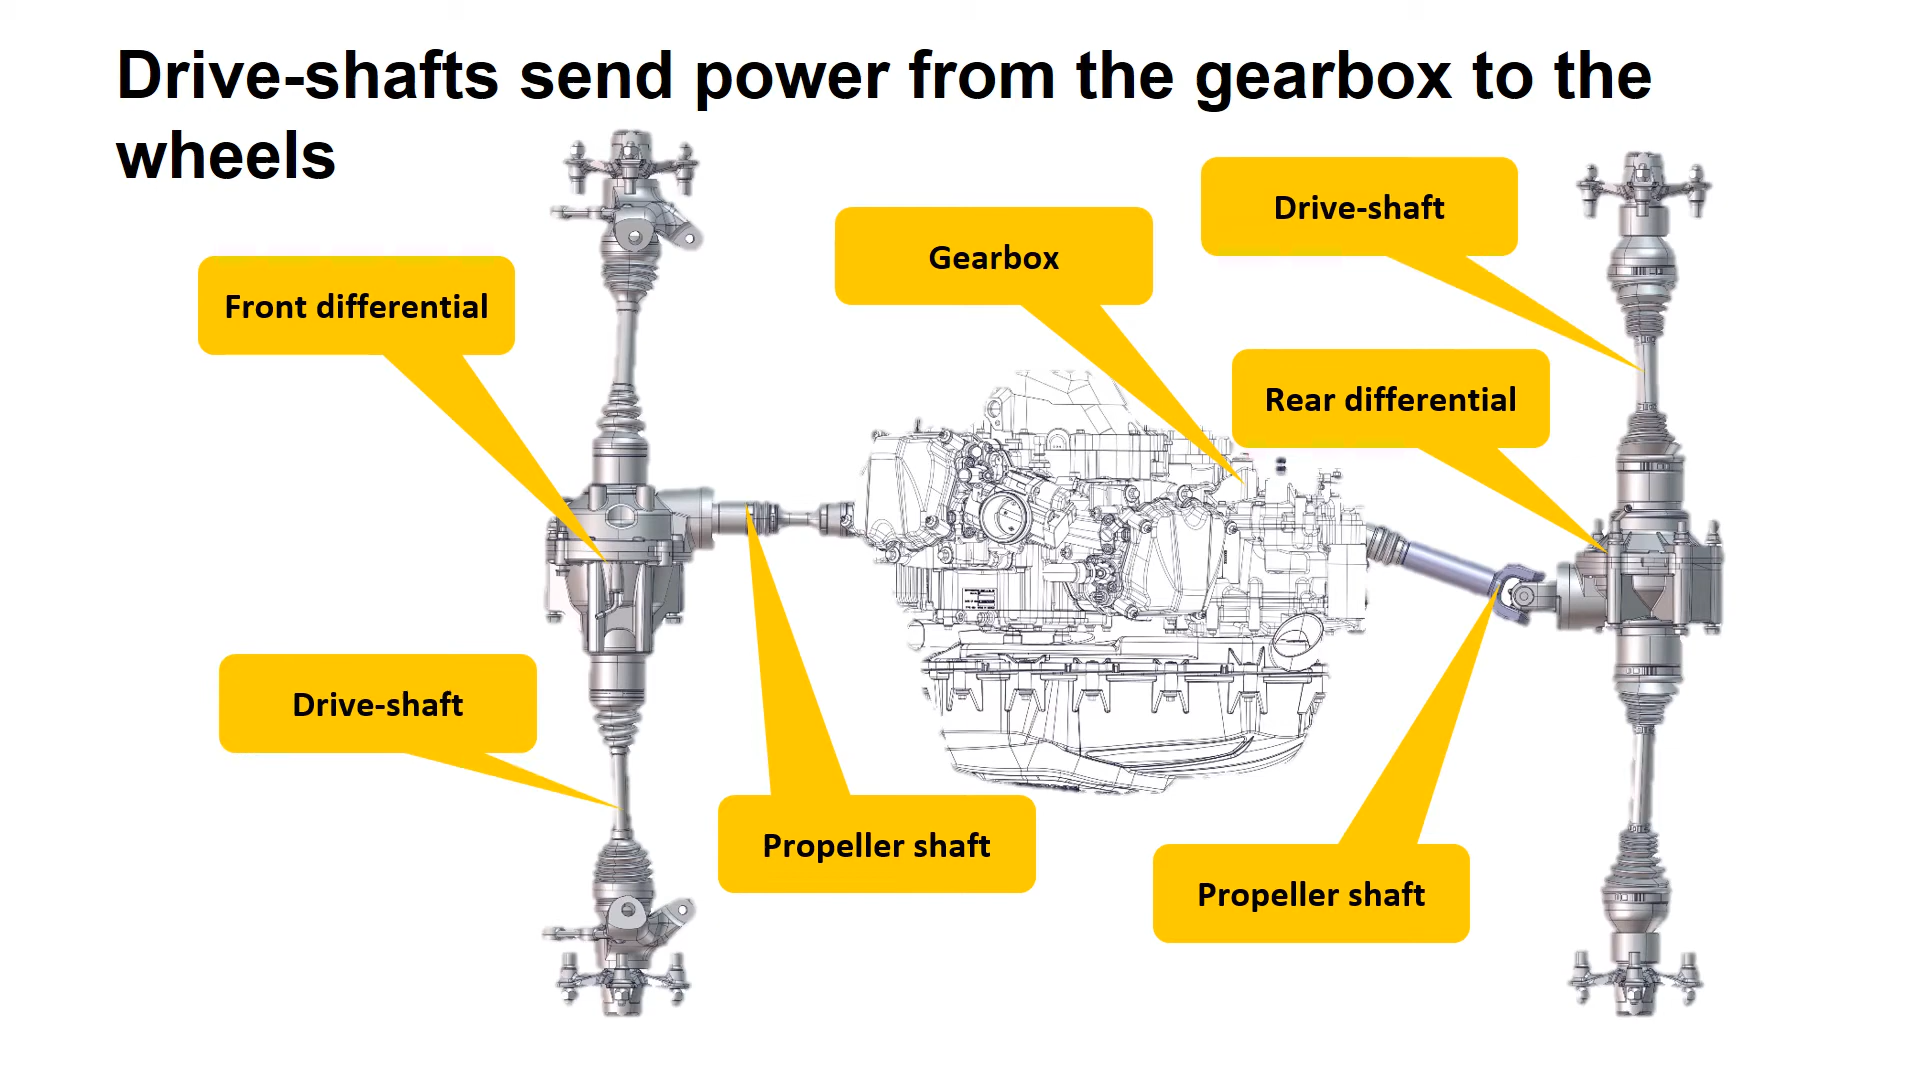 Drive-shafts send power from the gearbox to the
wheels
Drive-shaft
Gearbox
Front differential
Rear differential
Drive-shaft
Propeller shaft
Propeller shaft